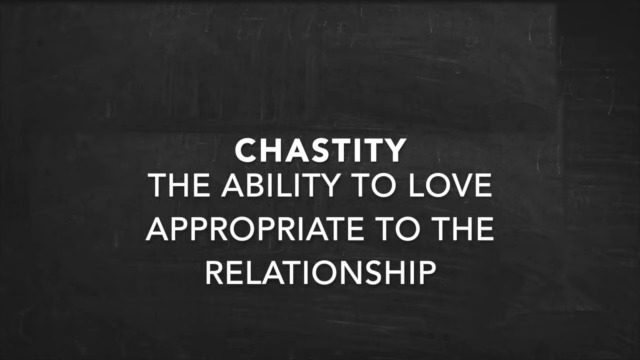 CHASTITY
THE ABILITY TO LOVE
APPROPRIATE TO THE
RELATIONSHIP